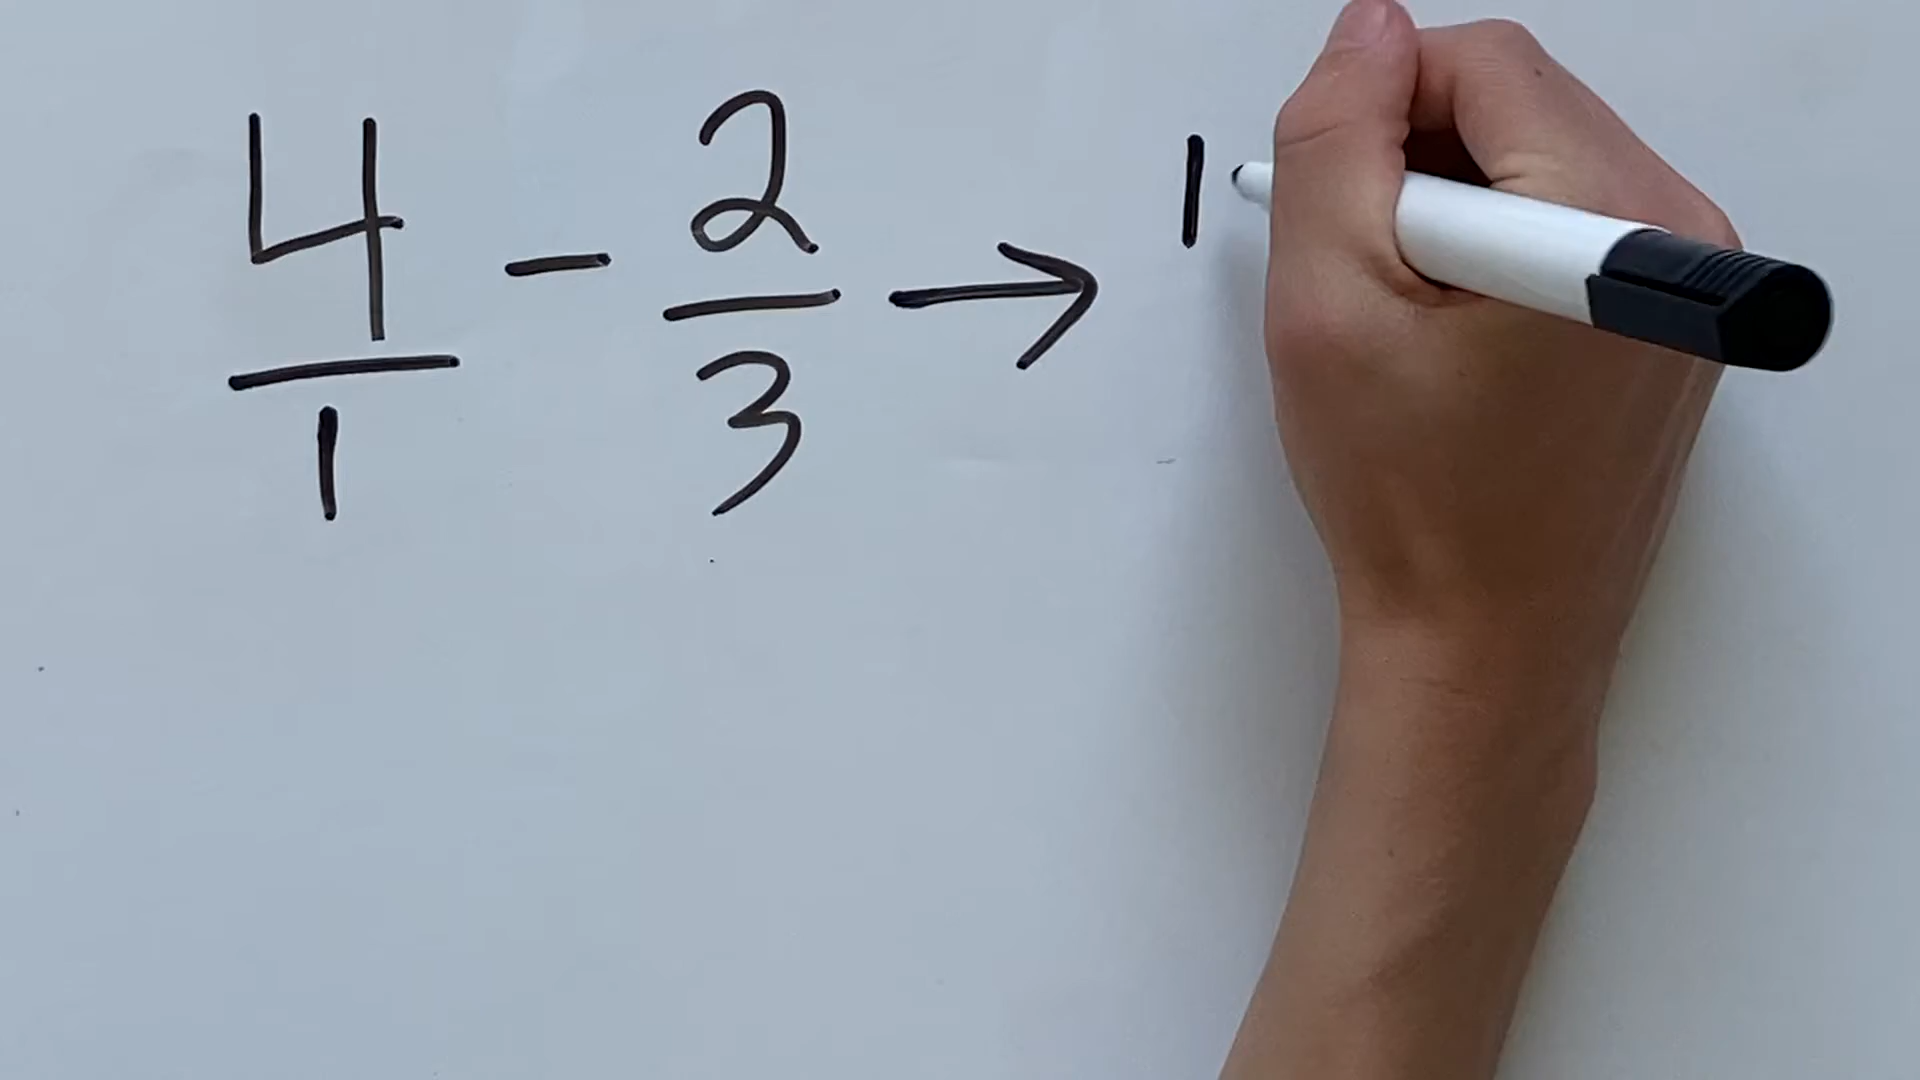 4/1 - 2/3 → 1